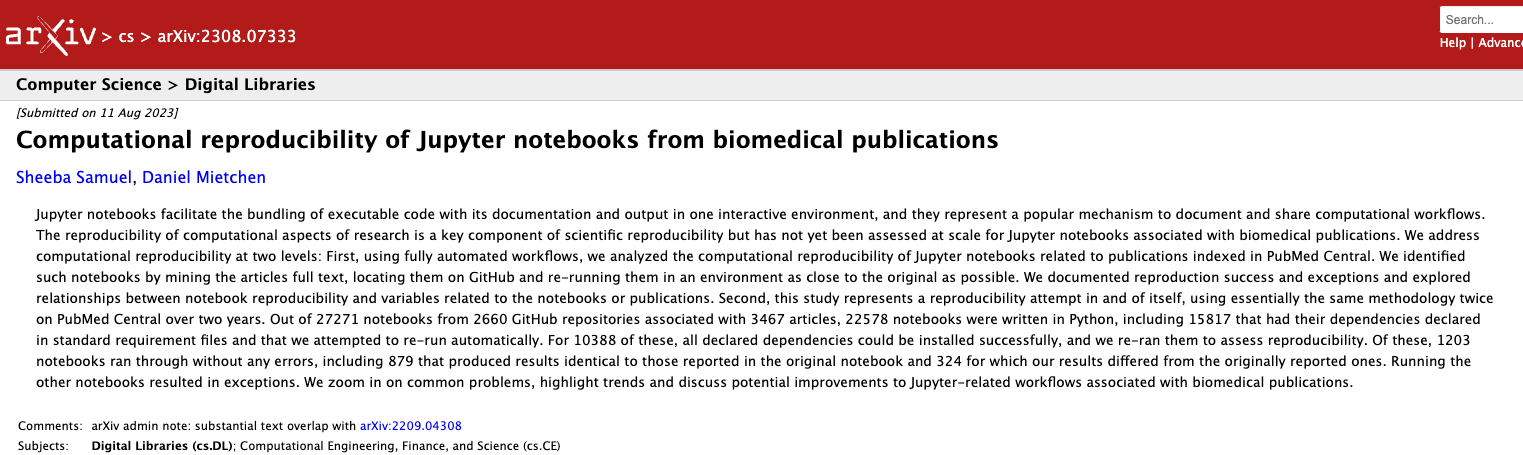 arXiv > cs > arXiv:2308.07333
Search...
Help | Advanc
Computer Science > Digital Libraries
[Submitted on 11 Aug 2023]
Computational reproducibility of Jupyter notebooks from biomedical publications
Sheeba Samuel, Daniel Mietchen
Jupyter notebooks facilitate the bundling of executable code with its documentation and output in one interactive environment, and they represent a popular mechanism to document and share computational workflows.
The reproducibility of computational aspects of research is a key component of scientific reproducibility but has not yet been assessed at scale for Jupyter notebooks associated with biomedical publications. We address
computational reproducibility at two levels: First, using fully automated workflows, we analyzed the computational reproducibility of Jupyter notebooks related to publications indexed in PubMed Central. We identified
such notebooks by mining the articles full text, locating them on GitHub and re-running them in an environment as close to the original as possible. We documented reproduction success and exceptions and explored
relationships between notebook reproducibility and variables related to the notebooks or publications. Second, this study represents a reproducibility attempt in and of itself, using essentially the same methodology twice
on PubMed Central over two years. Out of 27271 notebooks from 2660 GitHub repositories associated with 3467 articles, 22578 notebooks were written in Python, including 15817 that had their dependencies declared
in standard requirement files and that we attempted to re-run automatically. For 10388 of these, all declared dependencies could be installed successfully, and we re-ran them to assess reproducibility. Of these, 1203
notebooks ran through without any errors, including 879 that produced results identical to those reported in the original notebook and 324 for which our results differed from the originally reported ones. Running the
other notebooks resulted in exceptions. We zoom in on common problems, highlight trends and discuss potential improvements to Jupyter-related workflows associated with biomedical publications.
Comments: arXiv admin note: substantial text overlap with arXiv:2209.04308
Subjects: Digital Libraries (cs.DL); Computational Engineering, Finance, and Science (cs.CE)